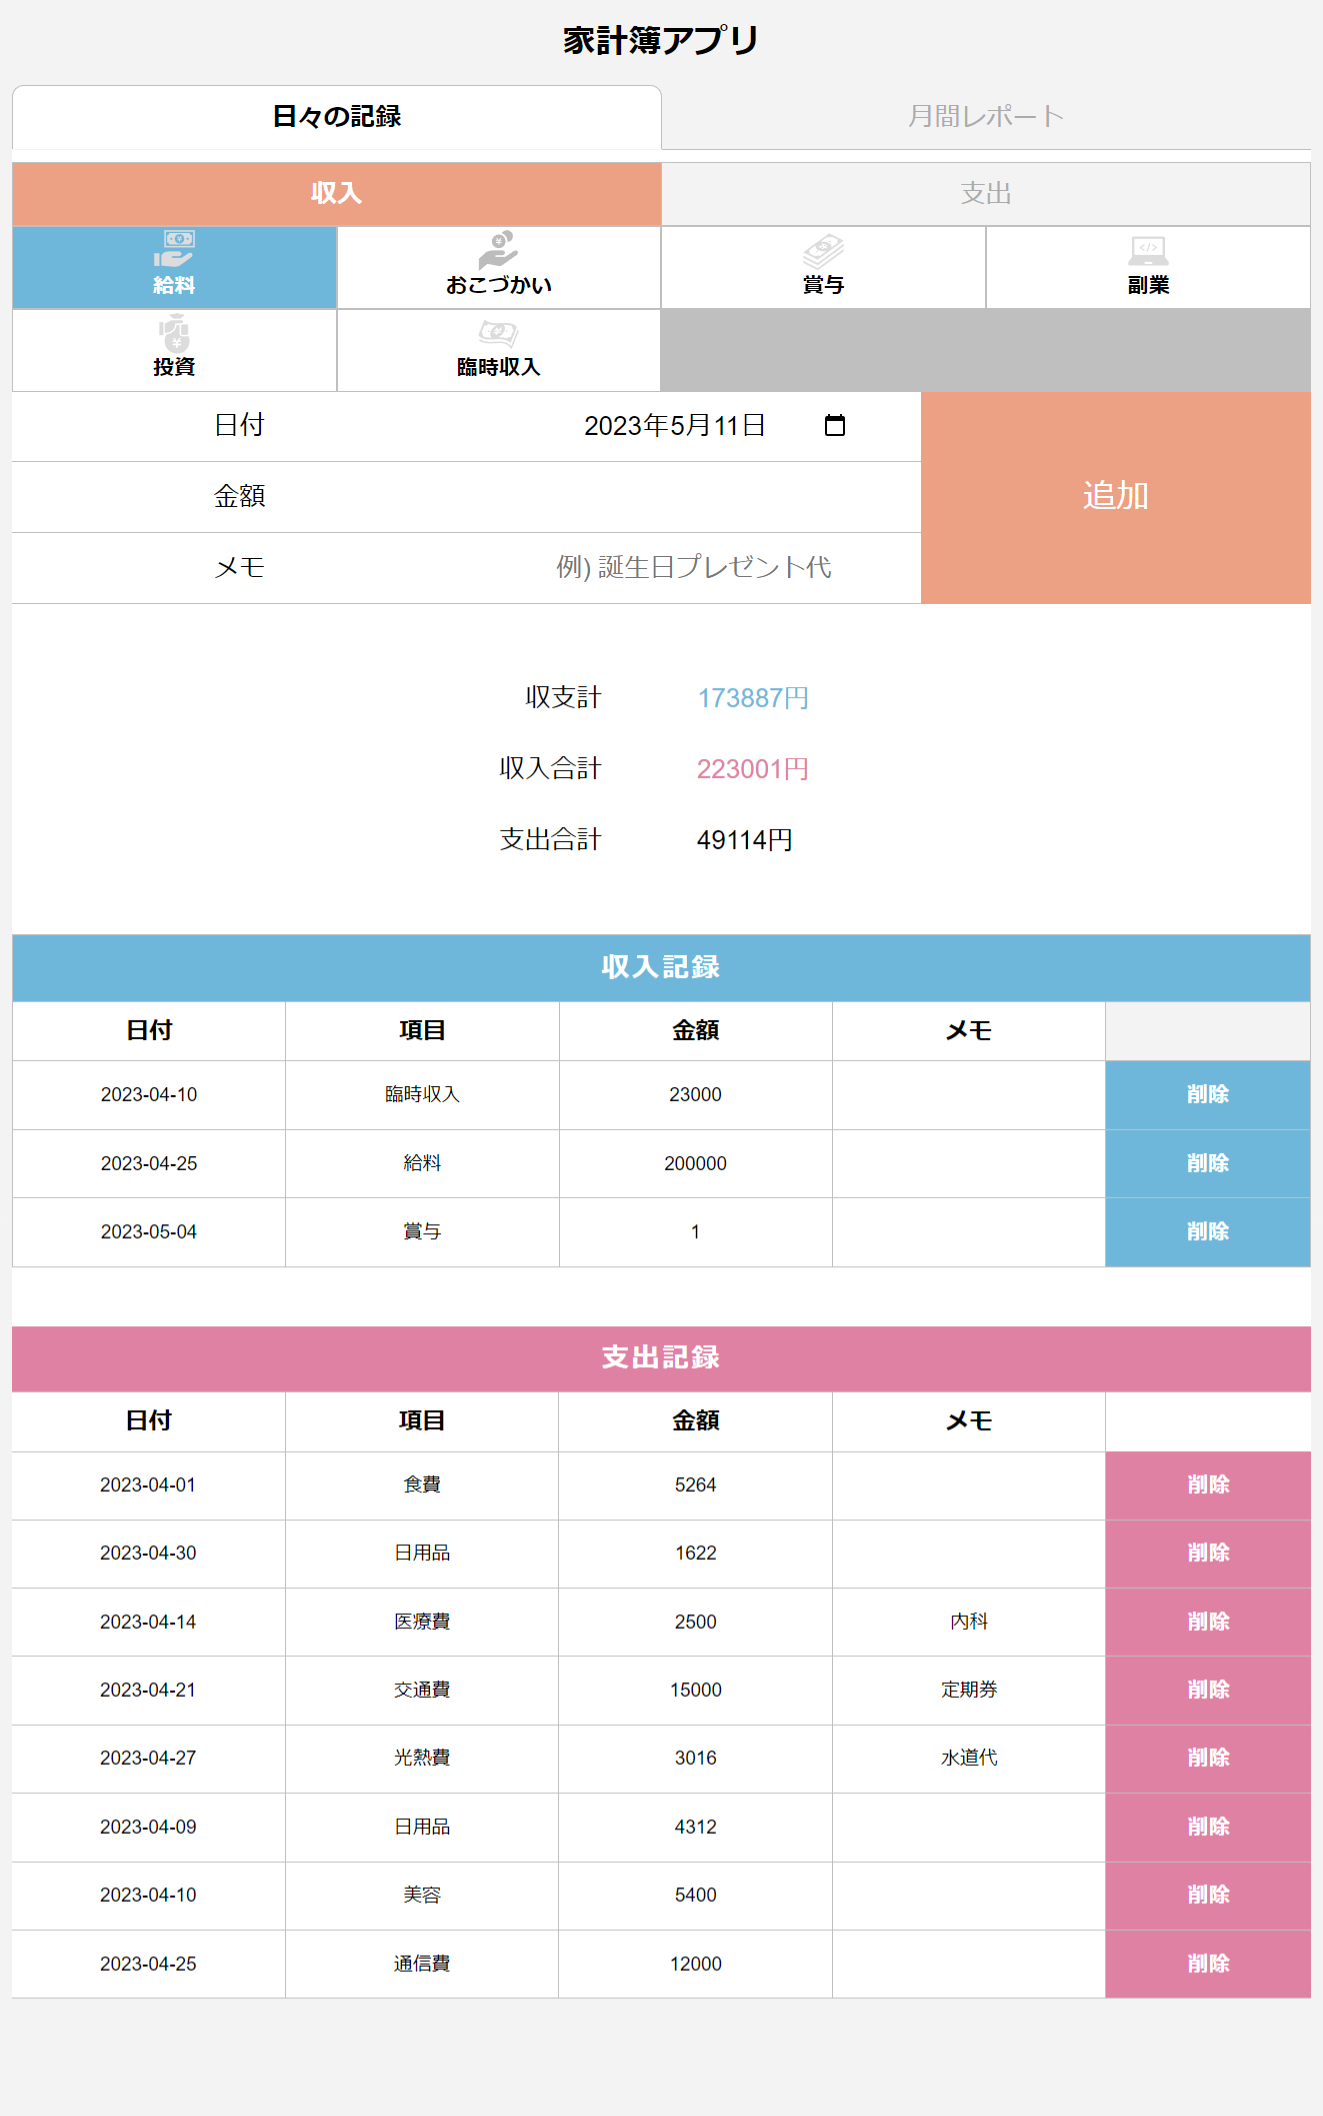 家計簿アプリ
日々の記録 月間レポート
収入 支出
給料 おこづかい 賞与 副業
投資 臨時収入
日付 2023年5月11日
金額
追加
メモ 例) 誕生日プレゼント代
収支計 173887円
収入合計 223001円
支出合計 49114円
収入記録
日付 項目 金額 メモ
2023-04-10 臨時収入 23000 削除
2023-04-25 給料 200000 削除
2023-05-04 賞与 1 削除
支出記録
日付 項目 金額 メモ
2023-04-01 食費 5264 削除
2023-04-30 日用品 1622 削除
2023-04-14 医療費 2500 内科 削除
2023-04-21 交通費 15000 定期券 削除
2023-04-27 光熱費 3016 水道代 削除
2023-04-09 日用品 4312 削除
2023-04-10 美容 5400 削除
2023-04-25 通信費 12000 削除